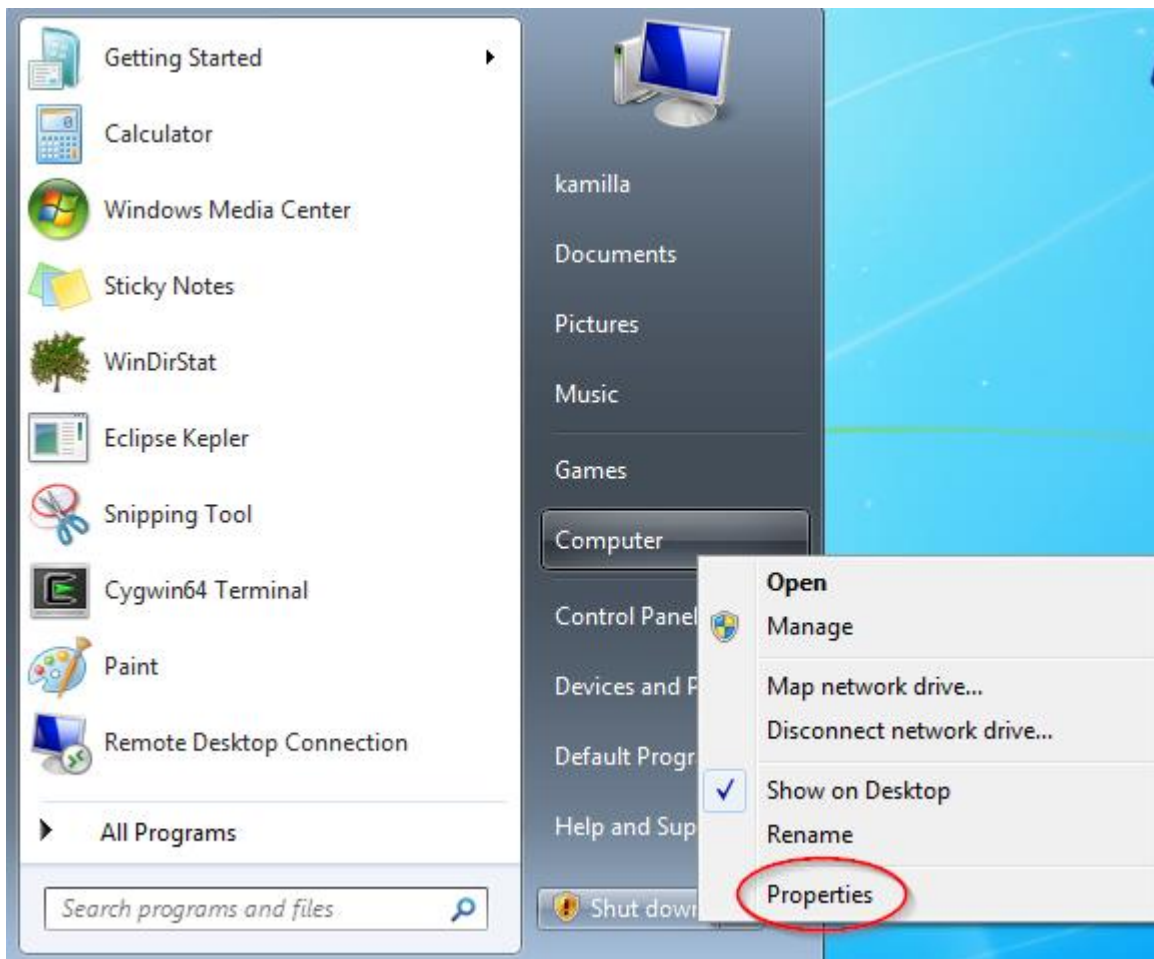 Getting Started
Calculator
Windows Media Center
Sticky Notes
WinDirStat
Eclipse Kepler
Snipping Tool
Cygwin64 Terminal
Paint
Remote Desktop Connection
All Programs
Search programs and files
kamilla
Documents
Pictures
Music
Games
Computer
Control Panel
Devices and P
Default Progr
Help and Sup
Shut down
Open
Manage
Map network drive...
Disconnect network drive...
Show on Desktop
Rename
Properties